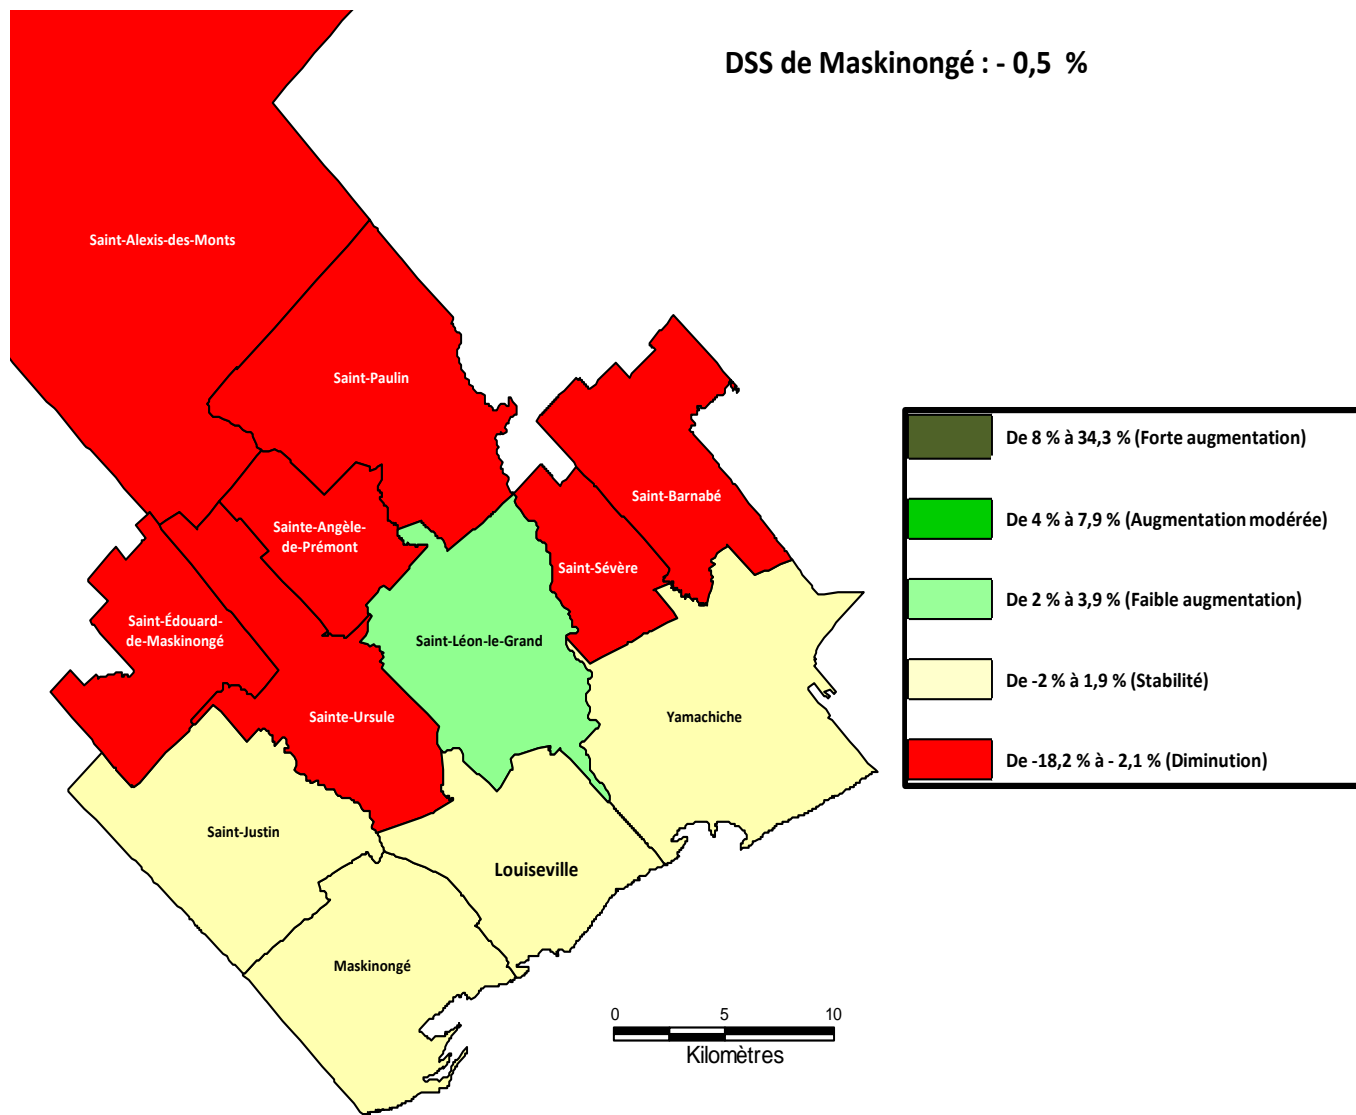 DSS de Maskinongé : - 0,5 %
Saint-Alexis-des-Monts
Saint-Paulin
Saint-Barnabé
Sainte-Angèle-
de-Prémont
Saint-Sévère
Saint-Édouard-
de-Maskinongé
Saint-Léon-le-Grand
Sainte-Ursule
Yamachiche
Saint-Justin
Louiseville
Maskinongé
De 8 % à 34,3 % (Forte augmentation)
De 4 % à 7,9 % (Augmentation modérée)
De 2 % à 3,9 % (Faible augmentation)
De -2 % à 1,9 % (Stabilité)
De -18,2 % à - 2,1 % (Diminution)
0 5 10
Kilomètres